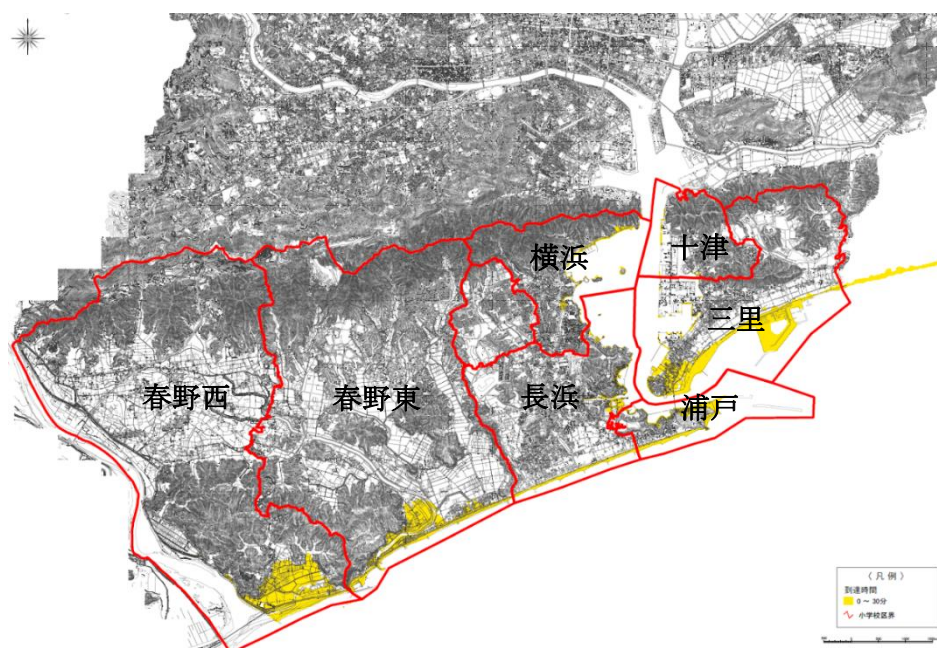 十津
横浜
三里
春野西
春野東
長浜
浦戸
〈 凡 例 〉
到達時間
0 ~ 30分
小学校区界